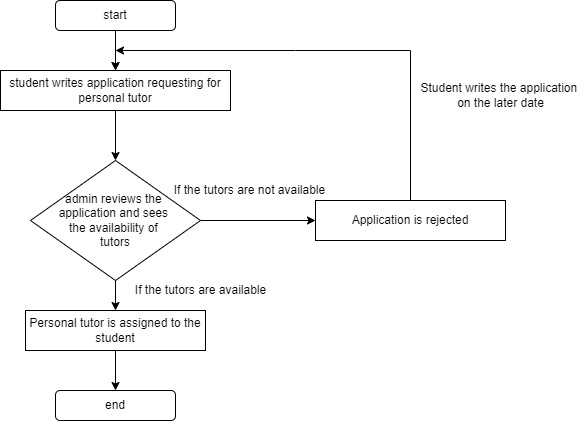 start
student writes application requesting for
personal tutor
Student writes the application
on the later date
admin reviews the
application and sees
the availability of
tutors
If the tutors are not available
Application is rejected
If the tutors are available
Personal tutor is assigned to the
student
end